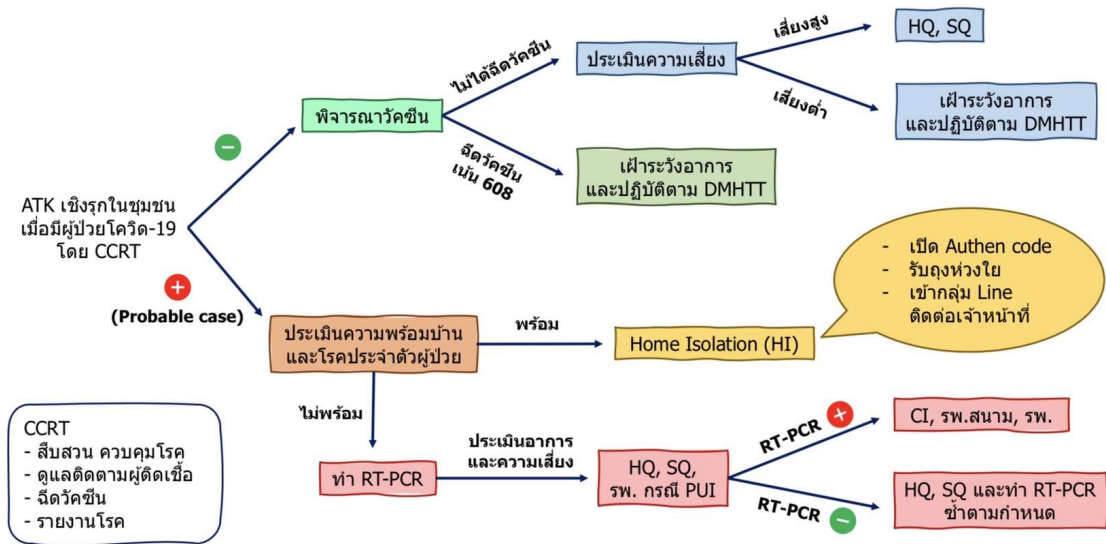 ATK เชิงรุกในชุมชน
เมื่อมีผู้ป่วยโควิด-19
โดย CCRT
(Probable case)
พิจารณาวัคซีน
ไม่ได้ฉีดวัคซีน
ประเมินความเสี่ยง
เสี่ยงสูง
HQ, SQ
เสี่ยงต่ำ
เฝ้าระวังอาการ
และปฏิบัติตาม DMHTT
ฉีดวัคซีน
เน้น 608
เฝ้าระวังอาการ
และปฏิบัติตาม DMHTT
ประเมินความพร้อมบ้าน
และโรคประจำตัวผู้ป่วย
พร้อม
Home Isolation (HI)
- เปิด Authen code
- รับถุงห่วงใย
- เข้ากลุ่ม Line
ติดต่อเจ้าหน้าที่
ไม่พร้อม
ทำ RT-PCR
ประเมินอาการ
และความเสี่ยง
HQ, SQ,
รพ. กรณี PUI
RT-PCR
CI, รพ.สนาม, รพ.
RT-PCR
HQ, SQ และทำ RT-PCR
ซ้ำตามกำหนด
CCRT
- สืบสวน ควบคุมโรค
- ดูแลติดตามผู้ติดเชื้อ
- ฉีดวัคซีน
- รายงานโรค